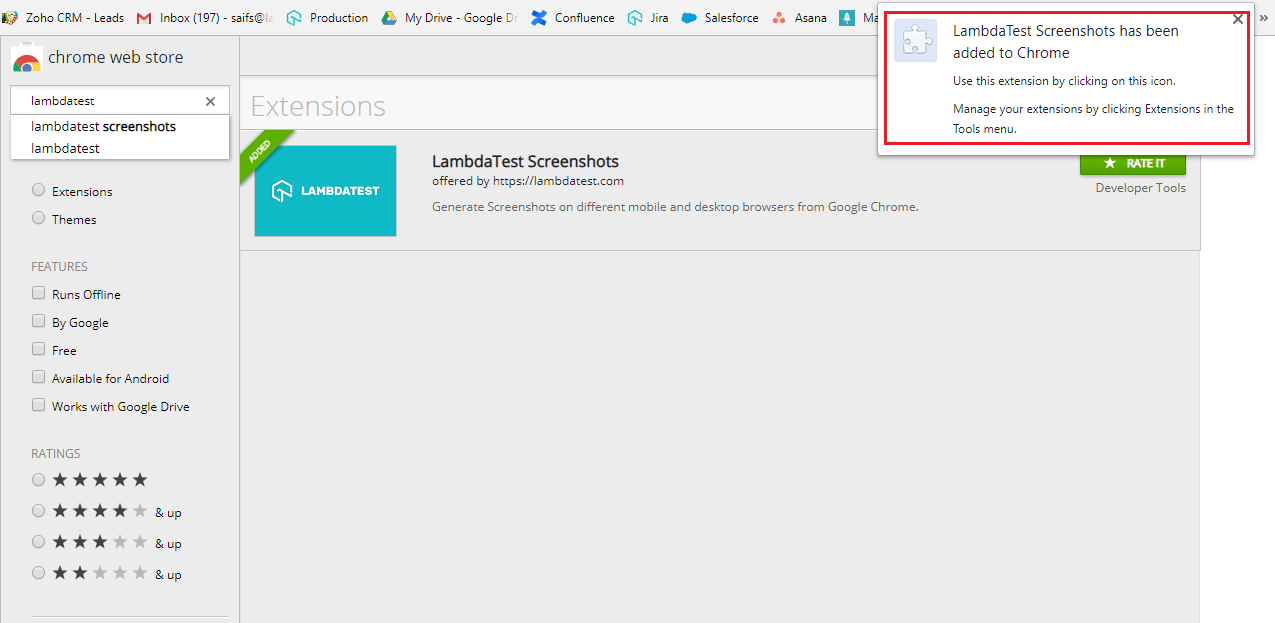 Zoho CRM - Leads
Inbox (197) - saifs@la
Production
My Drive - Google Dr
Confluence
Jira
Salesforce
Asana
Ma
»
chrome web store
lambdatest
lambdatest screenshots
lambdatest
Extensions
Themes
FEATURES
Runs Offline
By Google
Free
Available for Android
Works with Google Drive
RATINGS
& up
& up
& up
Extensions
ADDED
LAMBDATEST
LambdaTest Screenshots
offered by https://lambdatest.com
Generate Screenshots on different mobile and desktop browsers from Google Chrome.
RATE IT
Developer Tools
LambdaTest Screenshots has been
added to Chrome
Use this extension by clicking on this icon.
Manage your extensions by clicking Extensions in the
Tools menu.